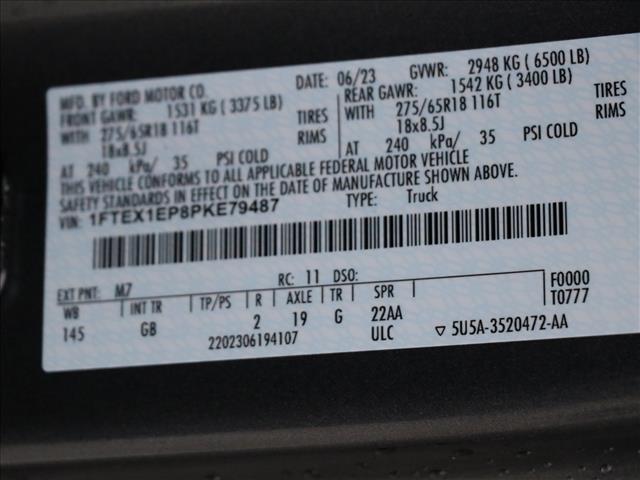 MFD. BY FORD MOTOR CO.
DATE: 06/23 GVWR: 2948 KG ( 6500 LB)
FRONT GAWR: 1531 KG ( 3375 LB) REAR GAWR: 1542 KG ( 3400 LB)
WITH 275/65R18 116T TIRES WITH 275/65R18 116T TIRES
18x8.5J RIMS 18x8.5J RIMS
AT 240 kPa/ 35 PSI COLD AT 240 kPa/ 35 PSI COLD
THIS VEHICLE CONFORMS TO ALL APPLICABLE FEDERAL MOTOR VEHICLE
SAFETY STANDARDS IN EFFECT ON THE DATE OF MANUFACTURE SHOWN ABOVE.
VIN: 1FTEX1EP8PKE79487 TYPE: Truck
EXT PNT: M7 RC: 11 DSO:
WB INT TR TP/PS R AXLE TR SPR F0000
145 GB 2 19 G 22AA T0777
2202306194107 ULC ▽ 5U5A-3520472-AA